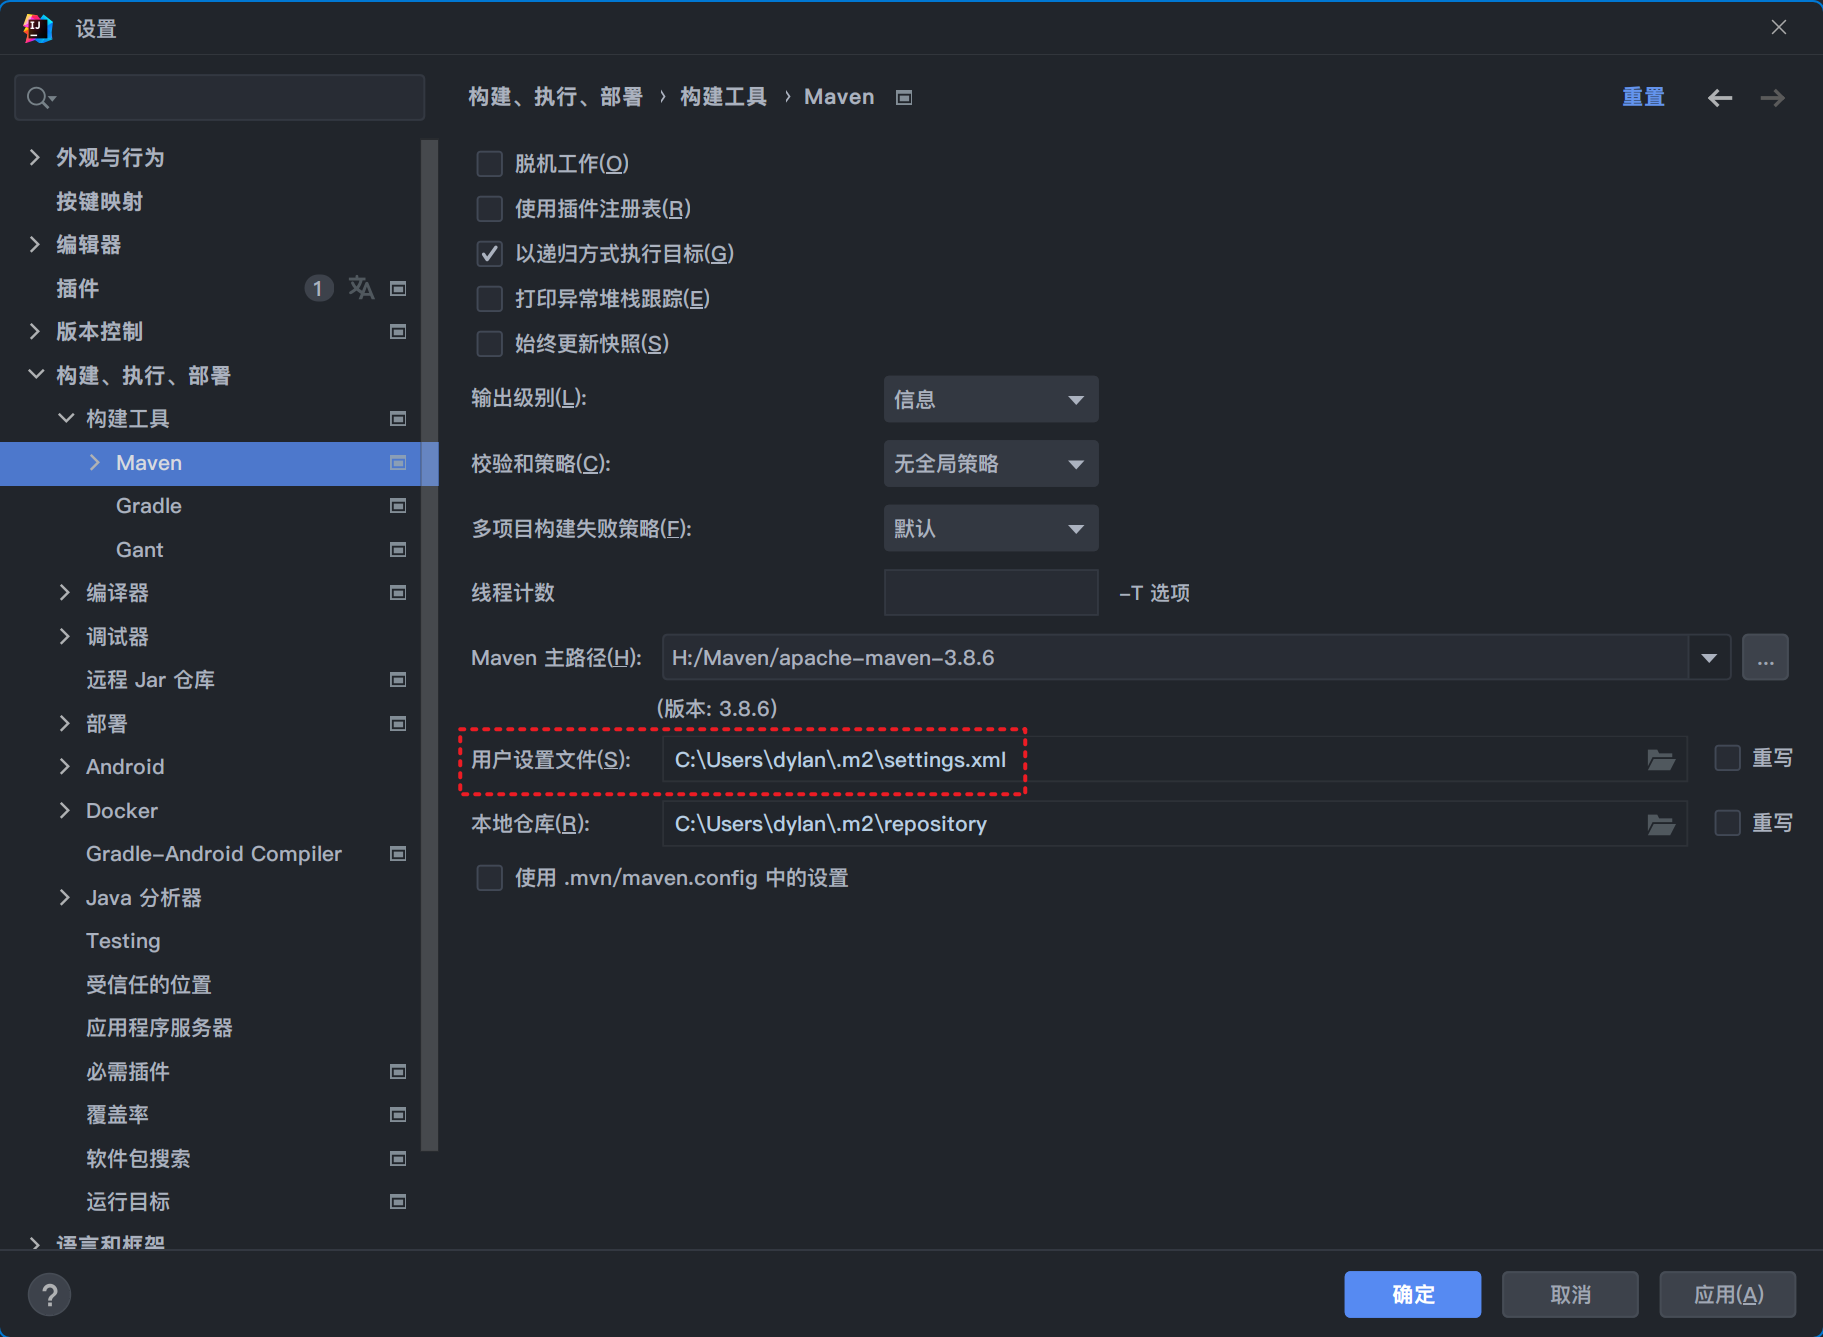 设置
构建、执行、部署 › 构建工具 › Maven
重置
外观与行为
按键映射
编辑器
插件 1
版本控制
构建、执行、部署
构建工具
Maven
Gradle
Gant
编译器
调试器
远程 Jar 仓库
部署
Android
Docker
Gradle-Android Compiler
Java 分析器
Testing
受信任的位置
应用程序服务器
必需插件
覆盖率
软件包搜索
运行目标
语言和框架
脱机工作(O)
使用插件注册表(R)
以递归方式执行目标(G)
打印异常堆栈跟踪(E)
始终更新快照(S)
输出级别(L): 信息
校验和策略(C): 无全局策略
多项目构建失败策略(F): 默认
线程计数 -T 选项
Maven 主路径(H): H:/Maven/apache-maven-3.8.6 ...
(版本: 3.8.6)
用户设置文件(S): C:\Users\dylan\.m2\settings.xml 重写
本地仓库(R): C:\Users\dylan\.m2\repository 重写
使用 .mvn/maven.config 中的设置
?
确定
取消
应用(A)